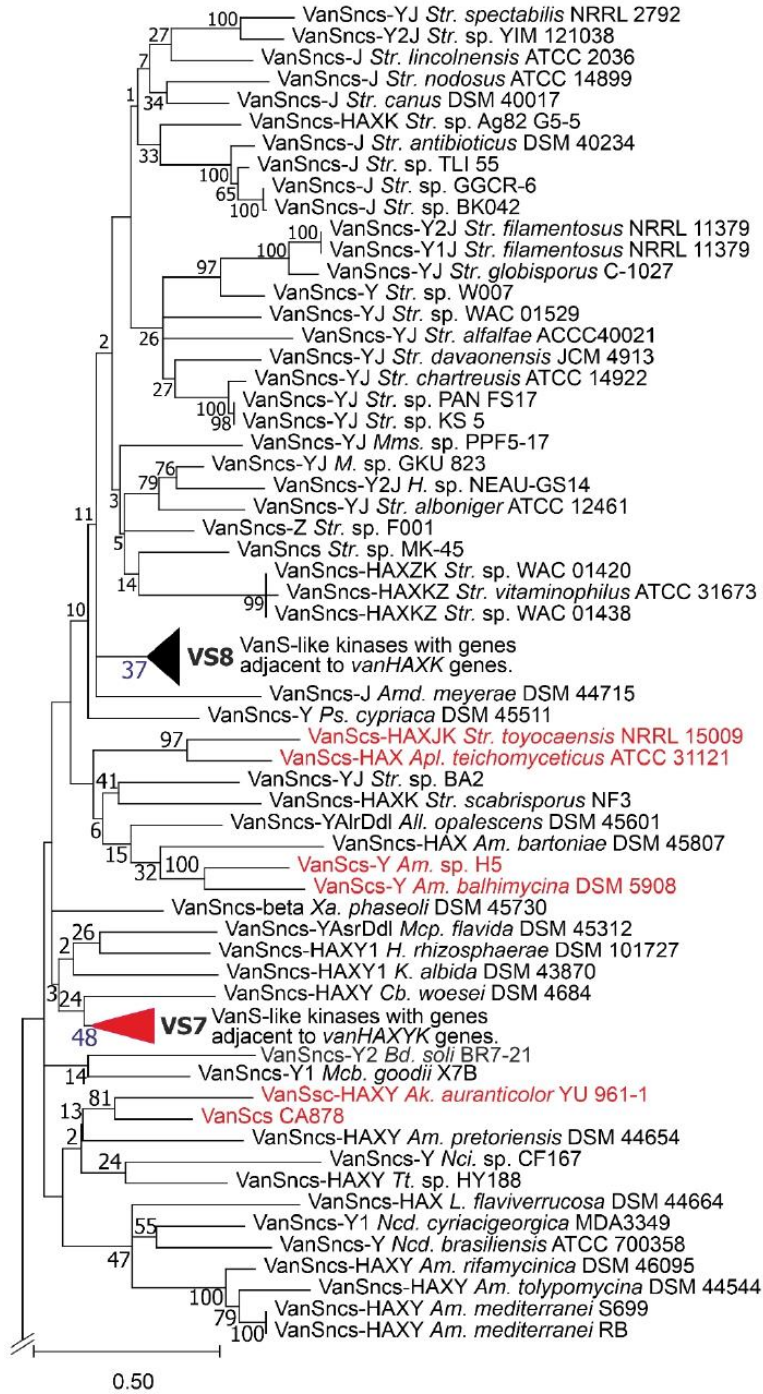 100 VanSncs-YJ Str. spectabilis NRRL 2792
27 VanSncs-Y2J Str. sp. YIM 121038
7 VanSncs-J Str. lincolnensis ATCC 2036
1 VanSncs-J Str. nodosus ATCC 14899
34 VanSncs-J Str. canus DSM 40017
VanSncs-HAXK Str. sp. Ag82 G5-5
33 VanSncs-J Str. antibioticus DSM 40234
100 VanSncs-J Str. sp. TLI 55
65 VanSncs-J Str. sp. GGCR-6
100 VanSncs-J Str. sp. BK042
100 VanSncs-Y2J Str. filamentosus NRRL 11379
100 VanSncs-Y1J Str. filamentosus NRRL 11379
97 VanSncs-YJ Str. globisporus C-1027
VanSncs-Y Str. sp. W007
VanSncs-YJ Str. sp. WAC 01529
2 26 VanSncs-YJ Str. alfalfae ACCC40021
VanSncs-YJ Str. davaonensis JCM 4913
27 VanSncs-YJ Str. chartreusis ATCC 14922
100 VanSncs-YJ Str. sp. PAN FS17
98 VanSncs-YJ Str. sp. KS 5
VanSncs-YJ Mms. sp. PPF5-17
76 VanSncs-YJ M. sp. GKU 823
3 79 VanSncs-Y2J H. sp. NEAU-GS14
11 VanSncs-YJ Str. alboniger ATCC 12461
5 VanSncs-Z Str. sp. F001
VanSncs Str. sp. MK-45
14 VanSncs-HAXZK Str. sp. WAC 01420
99 VanSncs-HAXKZ Str. vitaminophilus ATCC 31673
10 VanSncs-HAXKZ Str. sp. WAC 01438
VS8 VanS-like kinases with genes
37 adjacent to vanHAXK genes.
VanSncs-J Amd. meyerae DSM 44715
VanSncs-Y Ps. cypriaca DSM 45511
97 VanScs-HAXJK Str. toyocaensis NRRL 15009
VanScs-HAX Apl. teichomyceticus ATCC 31121
41 VanSncs-YJ Str. sp. BA2
VanSncs-HAXK Str. scabrisporus NF3
6 VanSncs-YAlrDdl All. opalescens DSM 45601
15 VanSncs-HAX Am. bartoniae DSM 45807
32 100 VanScs-Y Am. sp. H5
VanScs-Y Am. balhimycina DSM 5908
VanSncs-beta Xa. phaseoli DSM 45730
26 VanSncs-YAsrDdl Mcp. flavida DSM 45312
2 VanSncs-HAXY1 H. rhizosphaerae DSM 101727
VanSncs-HAXY1 K. albida DSM 43870
3 24 VanSncs-HAXY Cb. woesei DSM 4684
VS7 VanS-like kinases with genes
48 adjacent to vanHAXYK genes.
VanSncs-Y2 Bd. soli BR7-21
14 VanSncs-Y1 Mcb. goodii X7B
81 VanSsc-HAXY Ak. auranticolor YU 961-1
13 VanScs CA878
2 VanSncs-HAXY Am. pretoriensis DSM 44654
24 VanSncs-Y Nci. sp. CF167
VanSncs-HAXY Tt. sp. HY188
VanSncs-HAX L. flaviverrucosa DSM 44664
55 VanSncs-Y1 Ncd. cyriacigeorgica MDA3349
47 VanSncs-Y Ncd. brasiliensis ATCC 700358
VanSncs-HAXY Am. rifamycinica DSM 46095
100 VanSncs-HAXY Am. tolypomycina DSM 44544
79 VanSncs-HAXY Am. mediterranei S699
100 VanSncs-HAXY Am. mediterranei RB
0.50